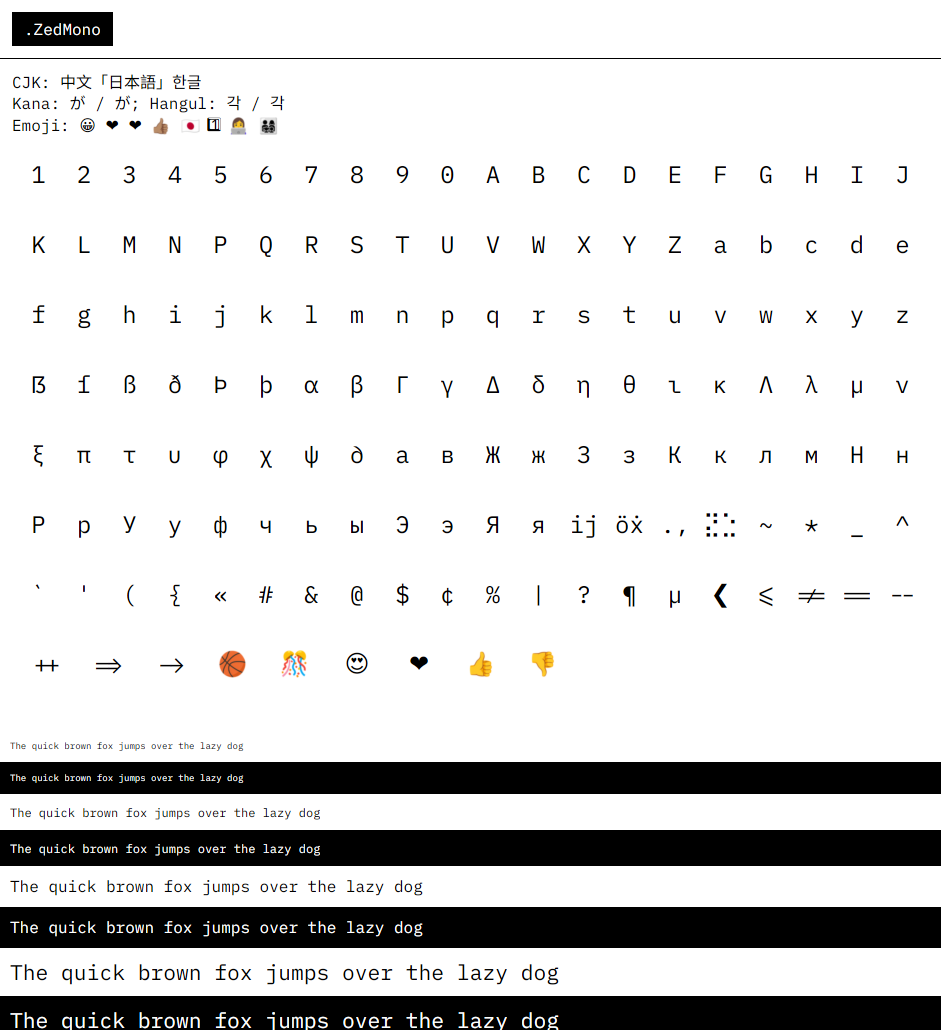 .ZedMono
CJK: 中文「日本語」한글
Kana: が / が; Hangul: 각 / 각
Emoji: 😀 ❤ ❤ 👍🏽 🇯🇵 1️⃣ 👩‍💻 👨‍👩‍👧‍👦
1 2 3 4 5 6 7 8 9 0 A B C D E F G H I J
K L M N P Q R S T U V W X Y Z a b c d e
f g h i j k l m n p q r s t u v w x y z
ẞ ſ ß ð Þ þ α β Γ γ Δ δ η θ ι κ Λ λ μ ν
ξ π τ υ φ χ ψ д а в Ж ж З з К к л м Н н
Р р У у ф ч ь ы Э э Я я ij öẋ ., ⡫⢕ ~ * _ ^
` ' ( { « # & @ $ ¢ % | ? ¶ µ ❮ <= != == --
++ => -> 🏀 🎊 😍 ❤ 👍 👎
The quick brown fox jumps over the lazy dog
The quick brown fox jumps over the lazy dog
The quick brown fox jumps over the lazy dog
The quick brown fox jumps over the lazy dog
The quick brown fox jumps over the lazy dog
The quick brown fox jumps over the lazy dog
The quick brown fox jumps over the lazy dog
The quick brown fox jumps over the lazy dog